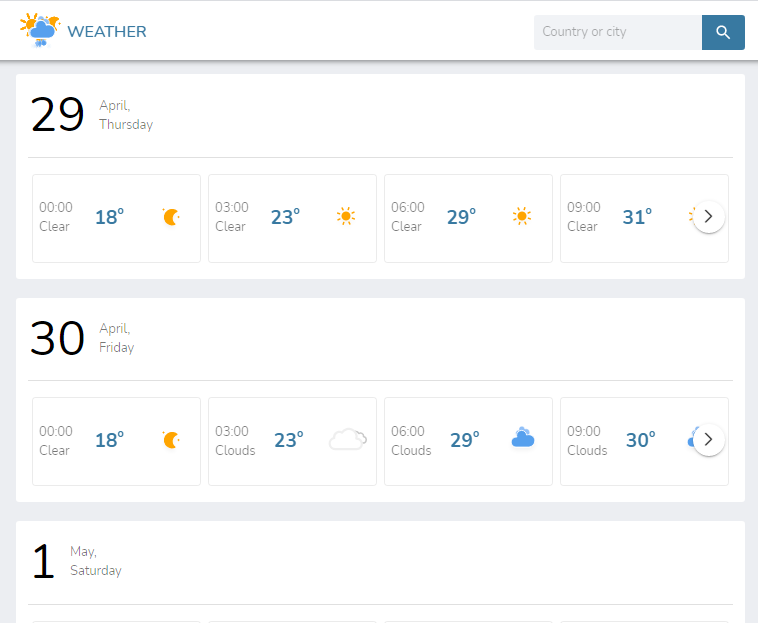 WEATHER
Country or city
29
April,
Thursday
00:00
Clear
18°
03:00
Clear
23°
06:00
Clear
29°
09:00
Clear
31°
30
April,
Friday
00:00
Clear
18°
03:00
Clouds
23°
06:00
Clouds
29°
09:00
Clouds
30°
1
May,
Saturday